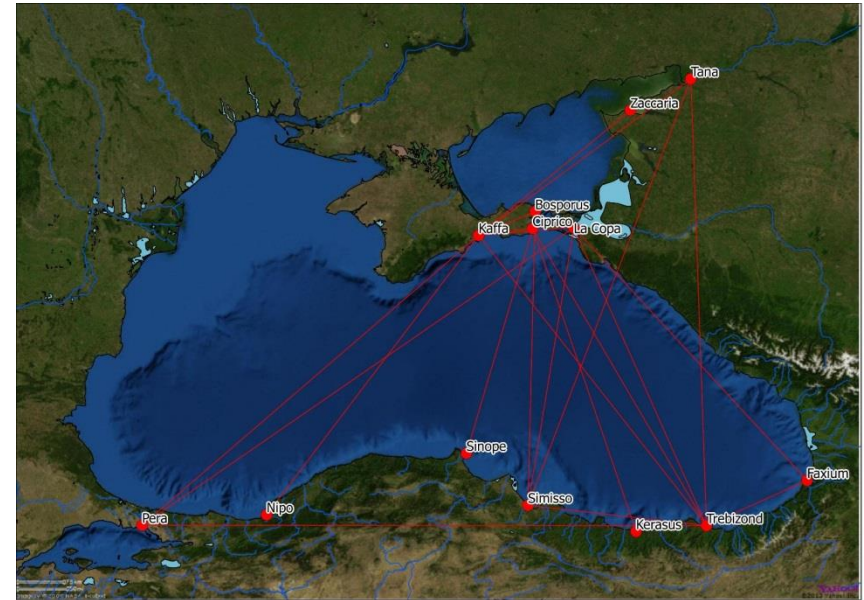 Tana
Zaccaria
Bosporus
Ciprico
La Copa
Kaffa
Sinope
Faxium
Simisso
Nipo
Pera
Trebizond
Kerasus